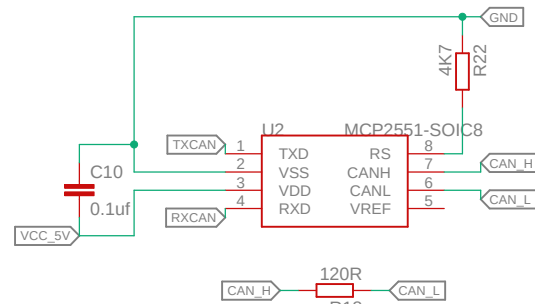 GND
4K7
R22
U2
MCP2551-SOIC8
TXCAN
1
TXD
RS
8
C10
2
VSS
CANH
7
CAN_H
3
VDD
CANL
6
0.1uf
RXCAN
4
RXD
VREF
5
CAN_L
VCC_5V
120R
CAN_H
CAN_L